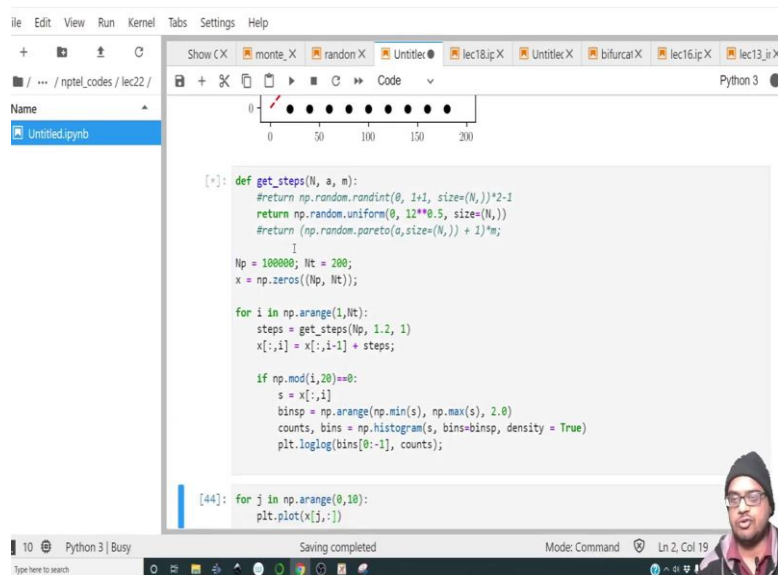 ile Edit View Run Kernel Tabs Settings Help
Show C X monte_ X random X Untitlec lec18.ip X Untitlec X bifurcat X lec16.ip X lec13_i X
/ ... / nptel_codes / lec22 /
Code
Python 3
Name
Untitled.ipynb
0
0 50 100 150 200
[*]: def get_steps(N, a, m):
#return np.random.randint(0, 1+1, size=(N,))*2-1
return np.random.uniform(0, 12**0.5, size=(N,))
#return (np.random.pareto(a,size=(N,)) + 1)*m;
Np = 100000; Nt = 200;
x = np.zeros((Np, Nt));
for i in np.arange(1,Nt):
steps = get_steps(Np, 1.2, 1)
x[:,i] = x[:,i-1] + steps;
if np.mod(i,20)==0:
s = x[:,i]
binsp = np.arange(np.min(s), np.max(s), 2.0)
counts, bins = np.histogram(s, bins=binsp, density = True)
plt.loglog(bins[0:-1], counts);
[44]: for j in np.arange(0,10):
plt.plot(x[j,:])
10 Python 3 | Busy Saving completed Mode: Command Ln 2, Col 19
Type here to search